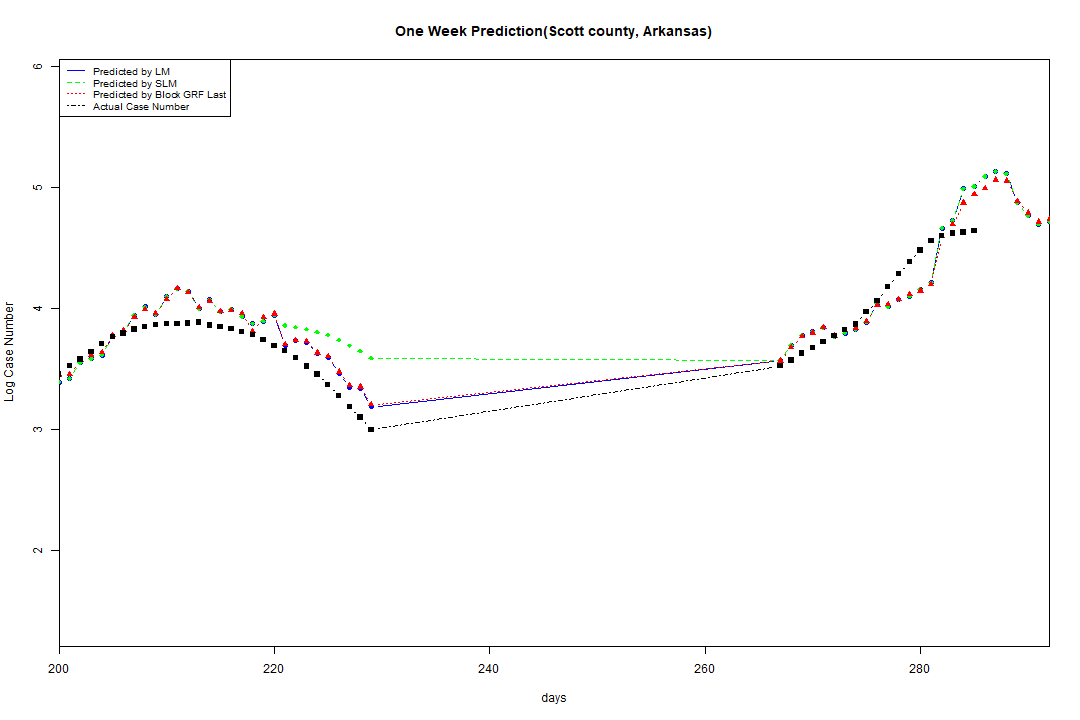 One Week Prediction(Scott county, Arkansas)
Predicted by LM
Predicted by SLM
Predicted by Block GRF Last
Actual Case Number
Log Case Number
6
5
4
3
2
200 220 240 260 280
days